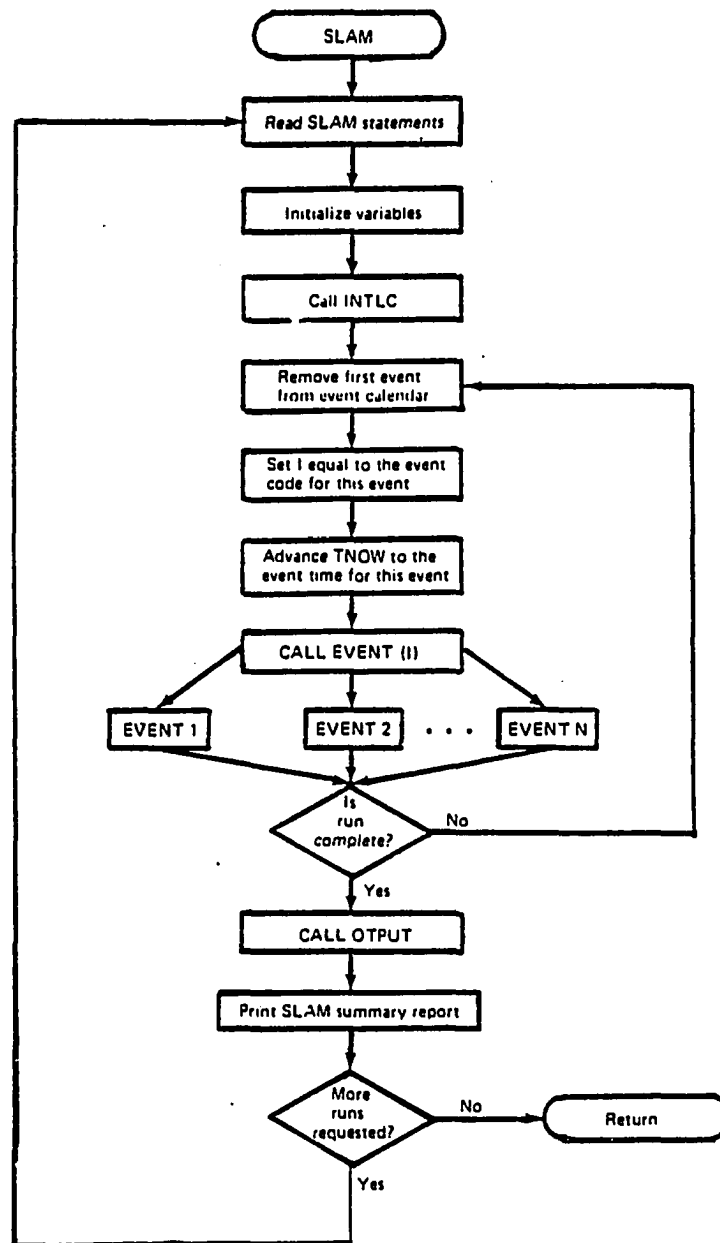 SLAM
Read SLAM statements
Initialize variables
Call INTLC
Remove first event
from event calendar
Set I equal to the event
code for this event
Advance TNOW to the
event time for this event
CALL EVENT (I)
EVENT 1
EVENT 2
. . .
EVENT N
Is
run
complete?
No
Yes
CALL OTPUT
Print SLAM summary report
More
runs
requested?
No
Return
Yes